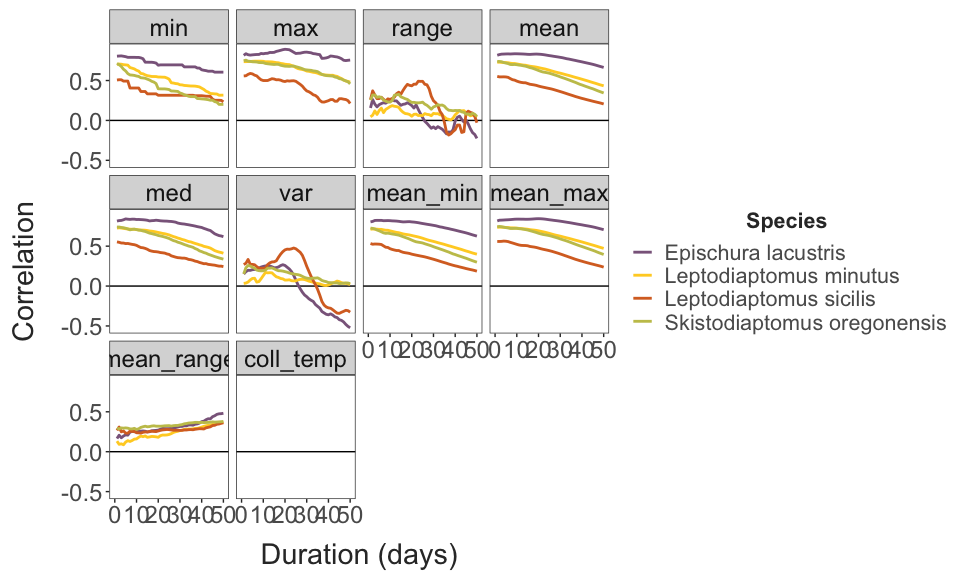 min max range mean
0.5
0.0
-0.5
med var mean_min mean_max
0.5
0.0
-0.5
0 10 20 30 40 50 0 10 20 30 40 50
mean_range coll_temp
0.5
0.0
-0.5
0 10 20 30 40 50 0 10 20 30 40 50
Correlation
Duration (days)
Species
Epischura lacustris
Leptodiaptomus minutus
Leptodiaptomus sicilis
Skistodiaptomus oregonensis